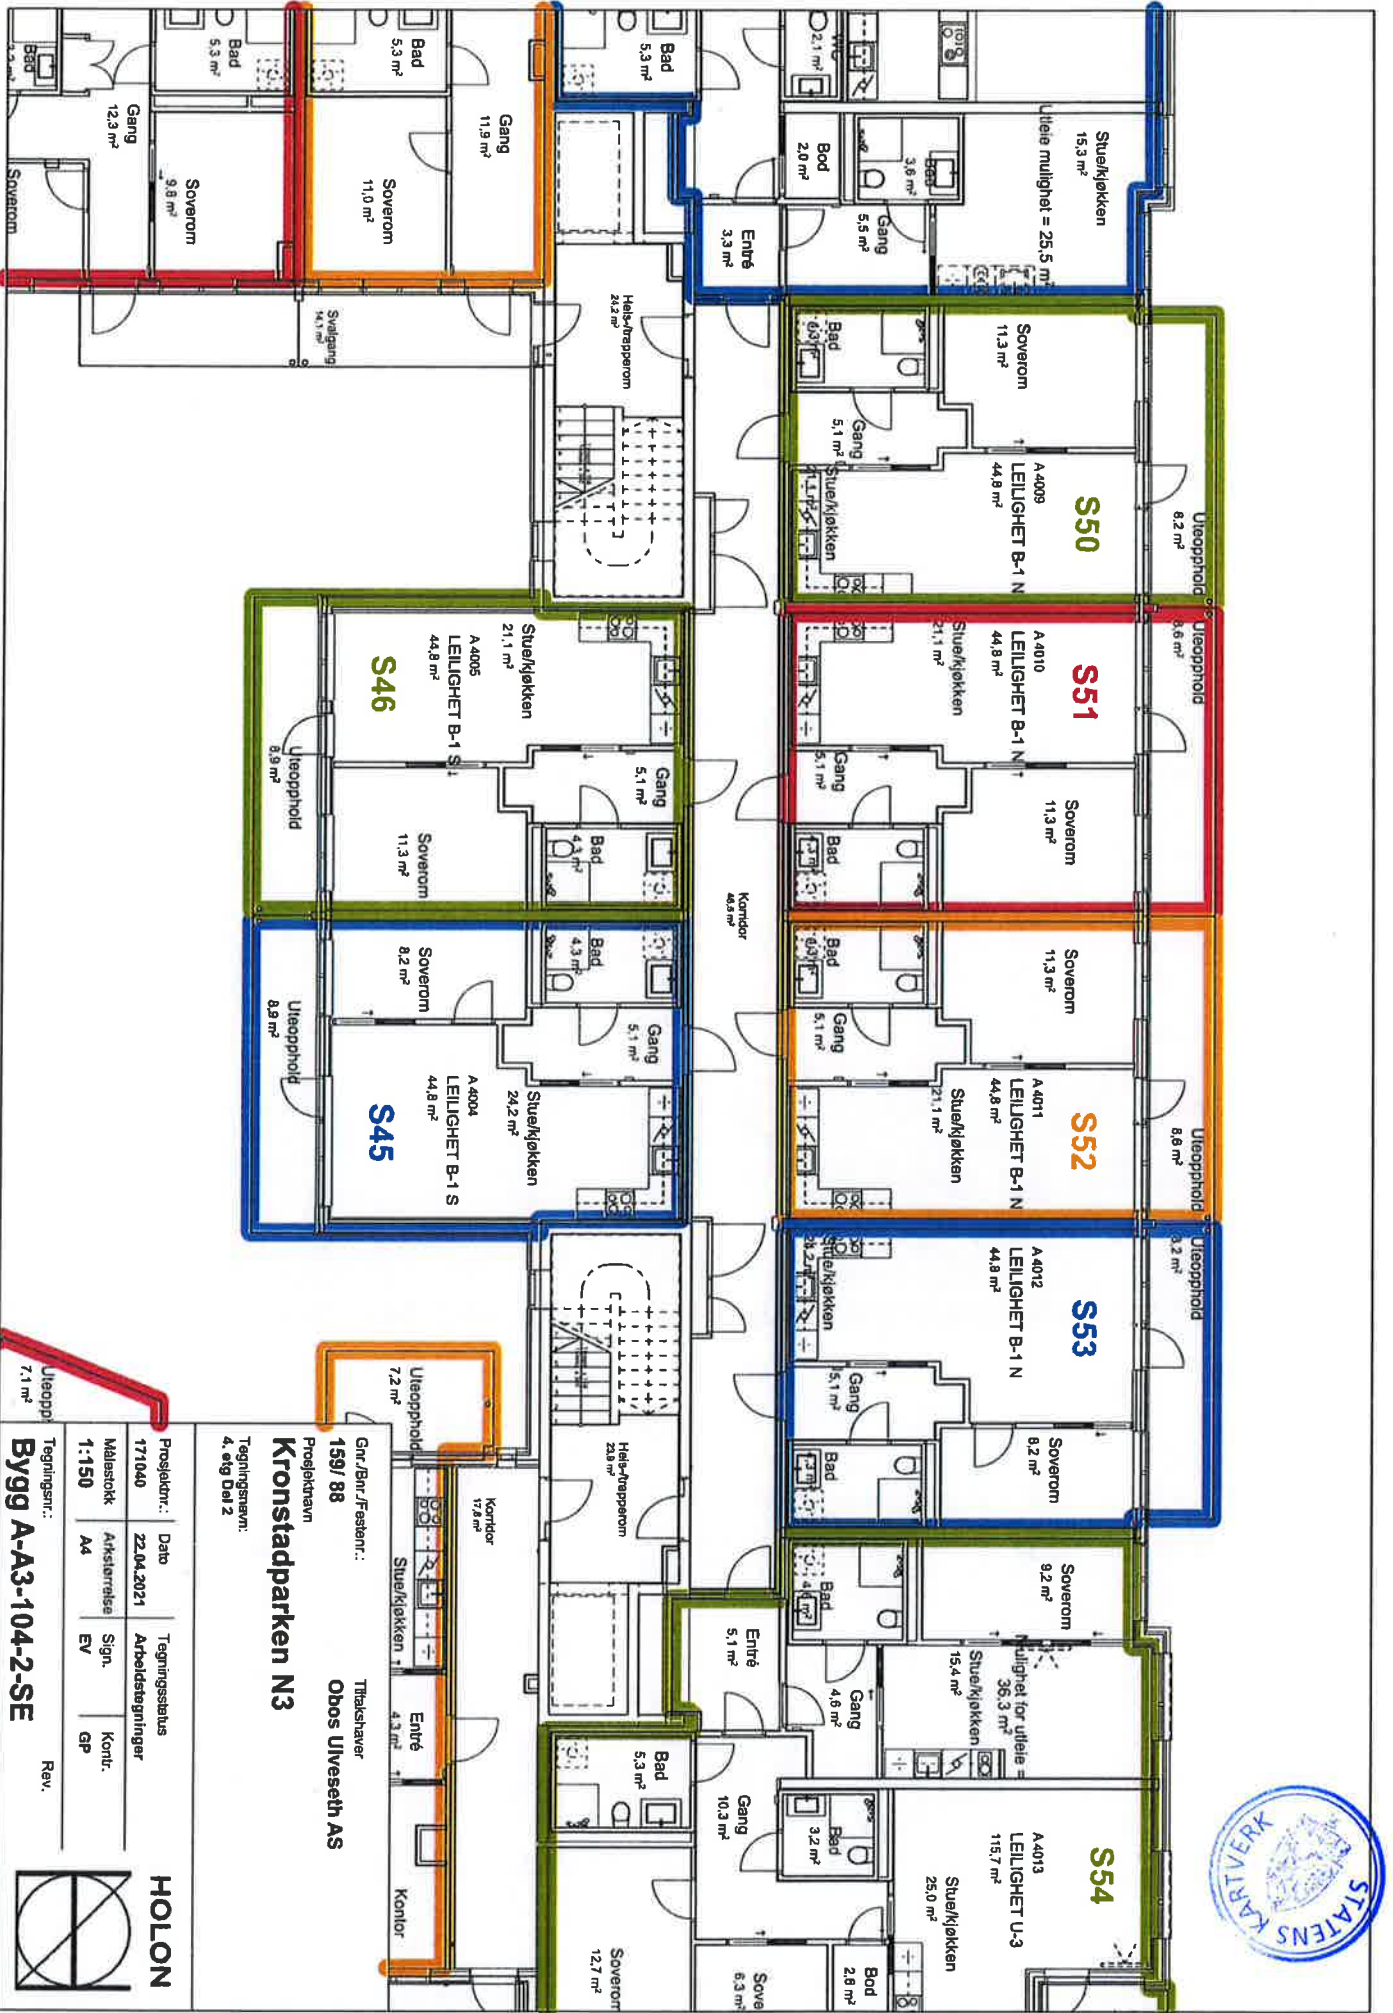 Stue/kjøkken
15,3 m²
Utleie mulighet = 25,5 m²
2,1 m²
Bad
3,6 m²
Bod
2,0 m²
Gang
5,5 m²
Entré
3,3 m²
Bad
5,3 m²
Bad
5,3 m²
Bad
5,3 m²
Bad
Gang
11,9 m²
Soverom
11,0 m²
Gang
12,3 m²
Soverom
9,8 m²
Soverom
Svalgang
14,1 m²
Heis-/trapperom
24,2 m²
Uteopphold
8,2 m²
S50
A 4009
LEILIGHET B-1 N
44,8 m²
Soverom
11,3 m²
Bad
Gang
5,1 m²
Stue/kjøkken
21,1 m²
Uteopphold
8,6 m²
S51
A 4010
LEILIGHET B-1 N
44,8 m²
Stue/kjøkken
21,1 m²
Soverom
11,3 m²
Gang
5,1 m²
Bad
4,3 m²
Uteopphold
8,6 m²
S52
A 4011
LEILIGHET B-1 N
44,8 m²
Soverom
11,3 m²
Bad
Gang
5,1 m²
Stue/kjøkken
21,1 m²
Uteopphold
8,2 m²
S53
A 4012
LEILIGHET B-1 N
44,8 m²
Stue/kjøkken
Gang
5,1 m²
Soverom
8,2 m²
Bad
S54
A 4013
LEILIGHET U-3
115,7 m²
Stue/kjøkken
25,0 m²
Soverom
9,2 m²
Mulighet for utleie =
36,3 m²
Stue/kjøkken
15,4 m²
Bad
Gang
4,6 m²
Entré
5,1 m²
Bad
3,2 m²
Gang
10,3 m²
Bad
5,3 m²
Bod
2,8 m²
Sove
6,3 m²
Soverom
12,7 m²
Korridor
48,5 m²
S46
A 4005
LEILIGHET B-1 S
44,8 m²
Stue/kjøkken
21,1 m²
Gang
5,1 m²
Bad
4,3 m²
Soverom
11,3 m²
Uteopphold
8,9 m²
S45
A 4004
LEILIGHET B-1 S
44,8 m²
Bad
4,3 m²
Soverom
8,2 m²
Gang
5,1 m²
Stue/kjøkken
24,2 m²
Uteopphold
8,9 m²
Heis-/trapperom
23,9 m²
Korridor
17,8 m²
Uteopphold
7,2 m²
Stue/kjøkken
Entré
4,3 m²
Kontor
Uteopp
7,1 m²
Gnr./Bnr./Festenr.:
159/ 88
Tiltakshaver
Obos Ulveseth AS
Prosjektnavn
Kronstadparken N3
Tegningsnavn:
4. etg Del 2
Prosjektnr.:
171040
Dato
22.04.2021
Tegningsstatus
Arbeidstegninger
Målestokk
1:150
Arkstørrelse
A4
Sign.
EV
Kontr.
GP
Tegningsnr.:
Bygg A-A3-104-2-SE
Rev.
HOLON
STATENS KARTVERK